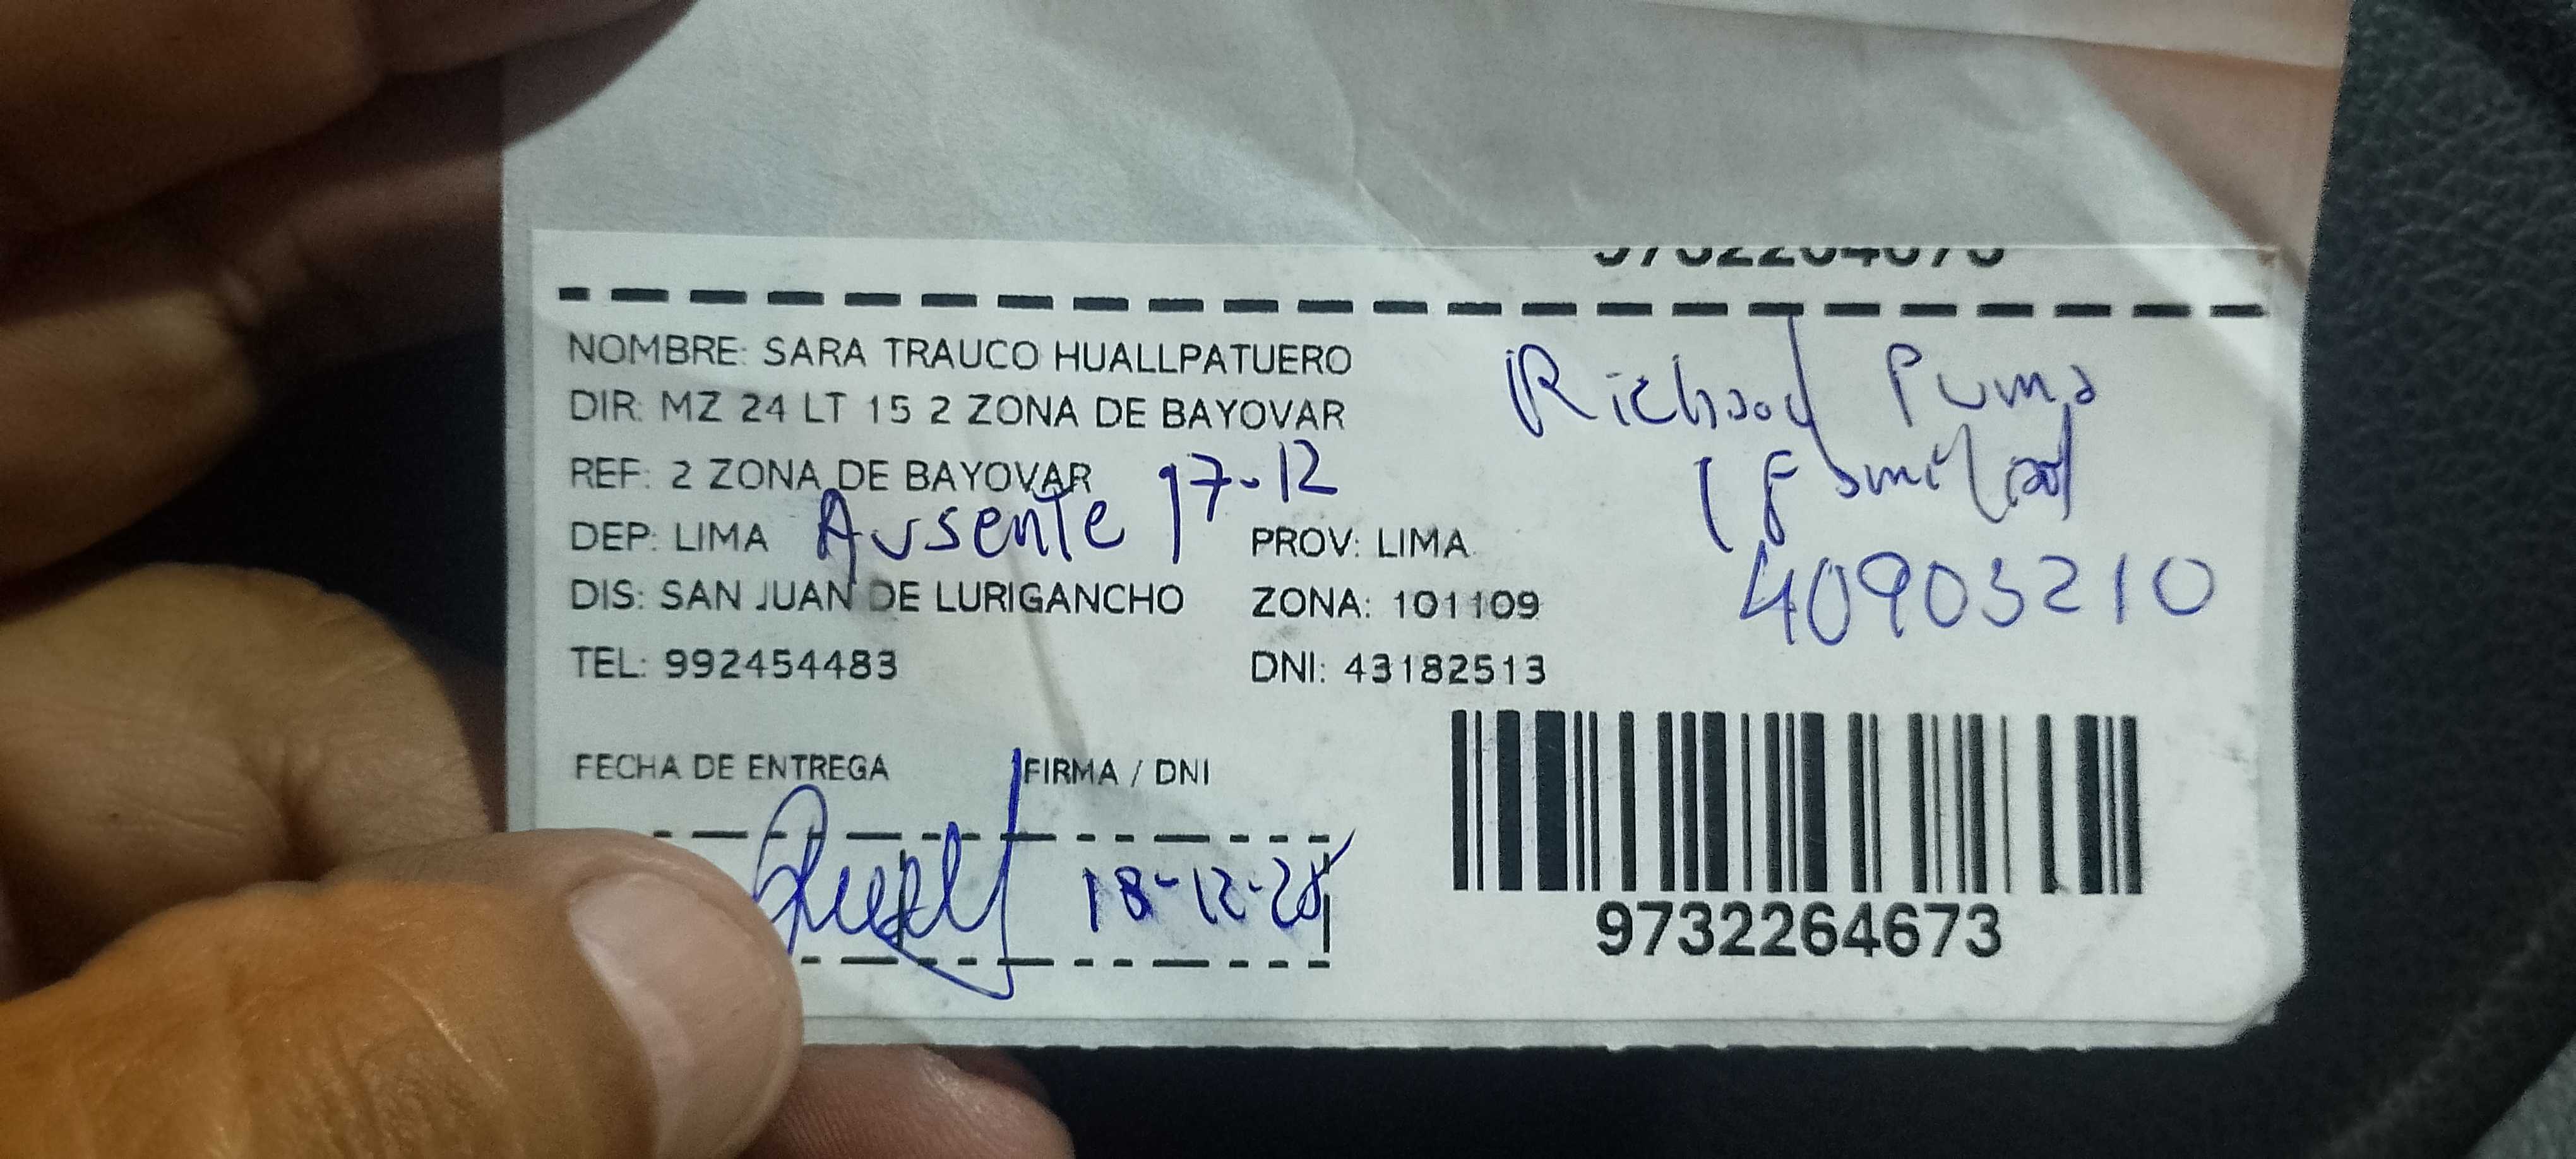 NOMBRE: SARA TRAUCO HUALLPATUERO
DIR: MZ 24 LT 15 2 ZONA DE BAYOVAR
REF: 2 ZONA DE BAYOVAR
17-12
Ausente
DEP: LIMA
PROV: LIMA
DIS: SAN JUAN DE LURIGANCHO
ZONA: 101109
TEL: 992454483
DNI: 43182513
Richard Puma
(Familiar)
40903210
FECHA DE ENTREGA
FIRMA / DNI
18-12-25
9732264673